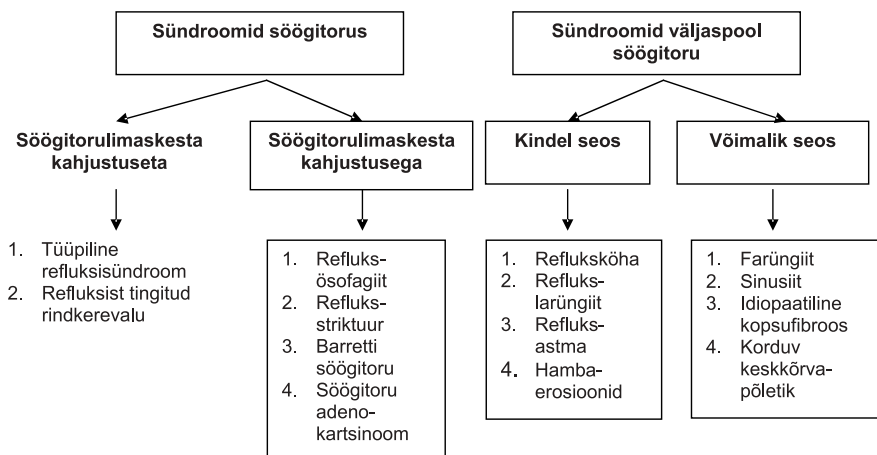 Sündroomid söögitorus
Sündroomid väljaspool
söögitoru
Söögitorulimaskesta
kahjustuseta
Söögitorulimaskesta
kahjustusega
Kindel seos
Võimalik seos
1. Tüüpiline
refluksisündroom
2. Refluksist tingitud
rindkerevalu
1. Refluks-
ösofagiit
2. Refluks-
striktuur
3. Barretti
söögitoru
4. Söögitoru
adeno-
kartsinoom
1. Refluksköha
2. Refluks-
larüngiit
3. Refluks-
astma
4. Hamba-
erosioonid
1. Farüngiit
2. Sinusiit
3. Idiopaatiline
kopsufibroos
4. Korduv
keskkõrva-
põletik